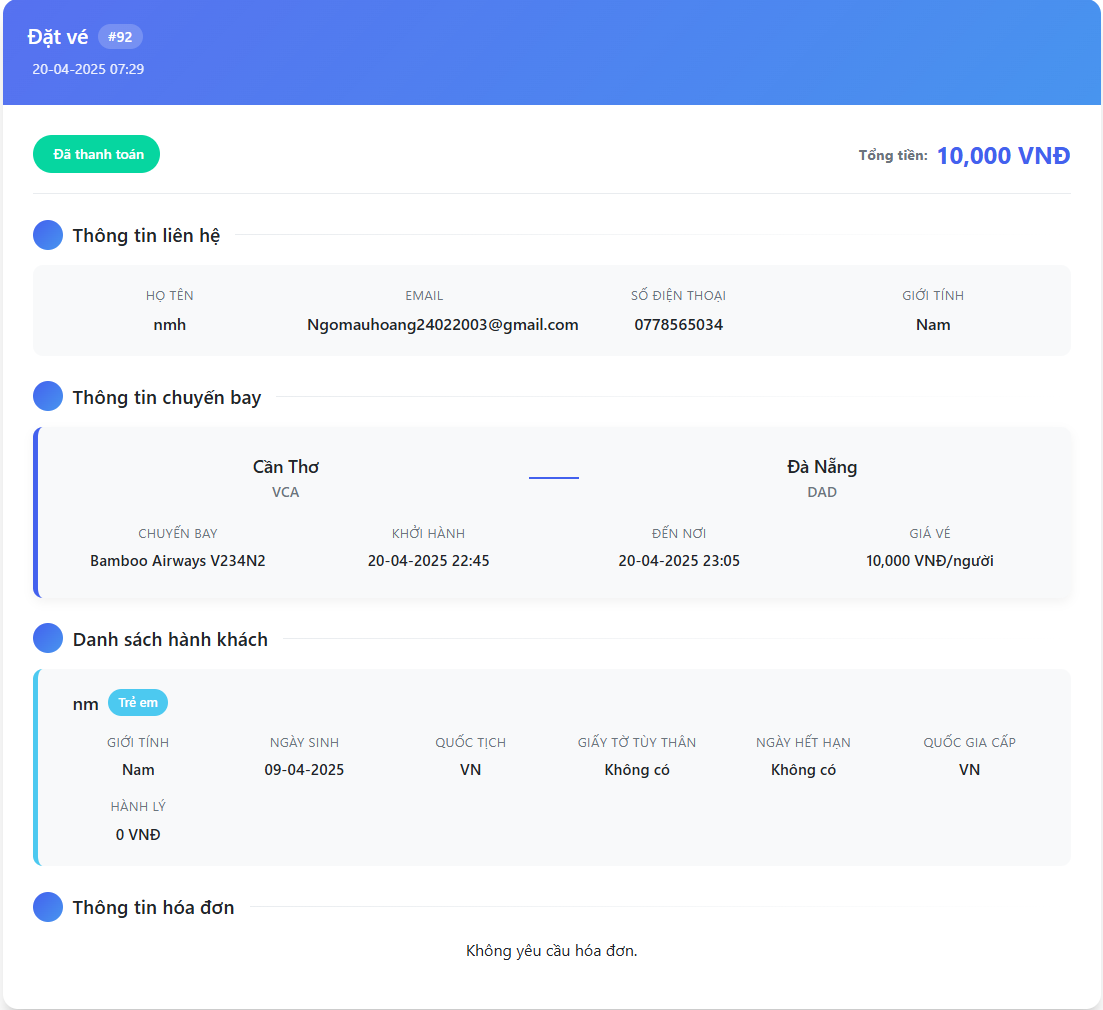 Đặt vé #92
20-04-2025 07:29
Đã thanh toán Tổng tiền: 10,000 VNĐ
Thông tin liên hệ
HỌ TÊN EMAIL SỐ ĐIỆN THOẠI GIỚI TÍNH
nmh Ngomauhoang24022003@gmail.com 0778565034 Nam
Thông tin chuyến bay
Cần Thơ Đà Nẵng
VCA DAD
CHUYẾN BAY KHỞI HÀNH ĐẾN NƠI GIÁ VÉ
Bamboo Airways V234N2 20-04-2025 22:45 20-04-2025 23:05 10,000 VNĐ/người
Danh sách hành khách
nm Trẻ em
GIỚI TÍNH NGÀY SINH QUỐC TỊCH GIẤY TỜ TÙY THÂN NGÀY HẾT HẠN QUỐC GIA CẤP
Nam 09-04-2025 VN Không có Không có VN
HÀNH LÝ
0 VNĐ
Thông tin hóa đơn
Không yêu cầu hóa đơn.